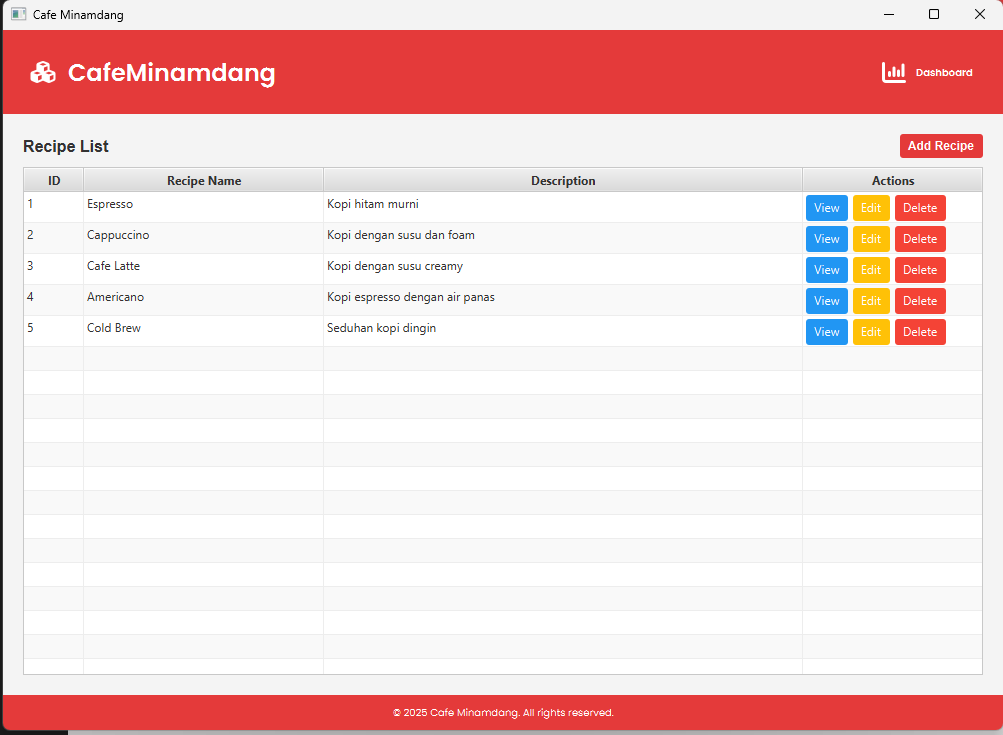 Cafe Minamdang
CafeMinamdang
Dashboard
Recipe List
Add Recipe
ID Recipe Name Description Actions
1 Espresso Kopi hitam murni View Edit Delete
2 Cappuccino Kopi dengan susu dan foam View Edit Delete
3 Cafe Latte Kopi dengan susu creamy View Edit Delete
4 Americano Kopi espresso dengan air panas View Edit Delete
5 Cold Brew Seduhan kopi dingin View Edit Delete
© 2025 Cafe Minamdang. All rights reserved.